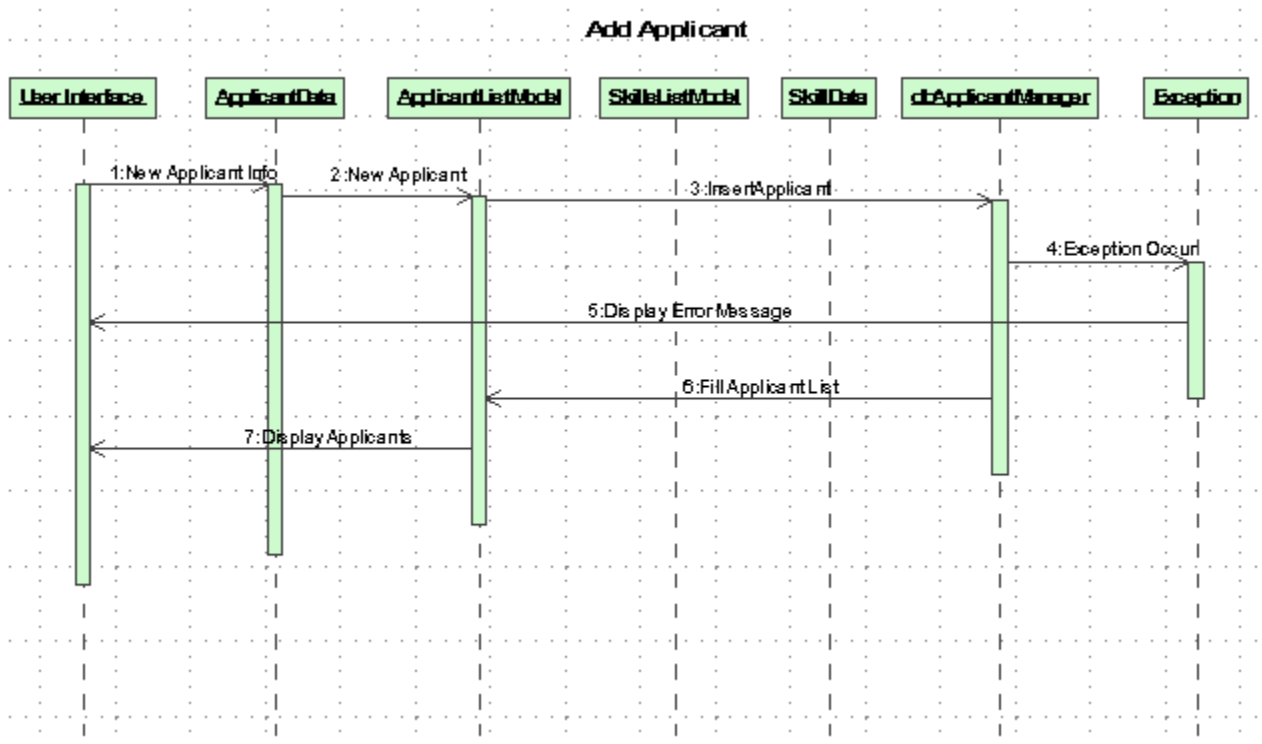 Add Applicant
User Interface
ApplicantData
ApplicantListModel
SkillsListModel
SkillData
dbApplicantManager
Exception
1:New Applicant Info
2:New Applicant
3:InsertApplicant
4:Exception Occurr
5:Display Error Message
6:Fill Applicant List
7:Display Applicants